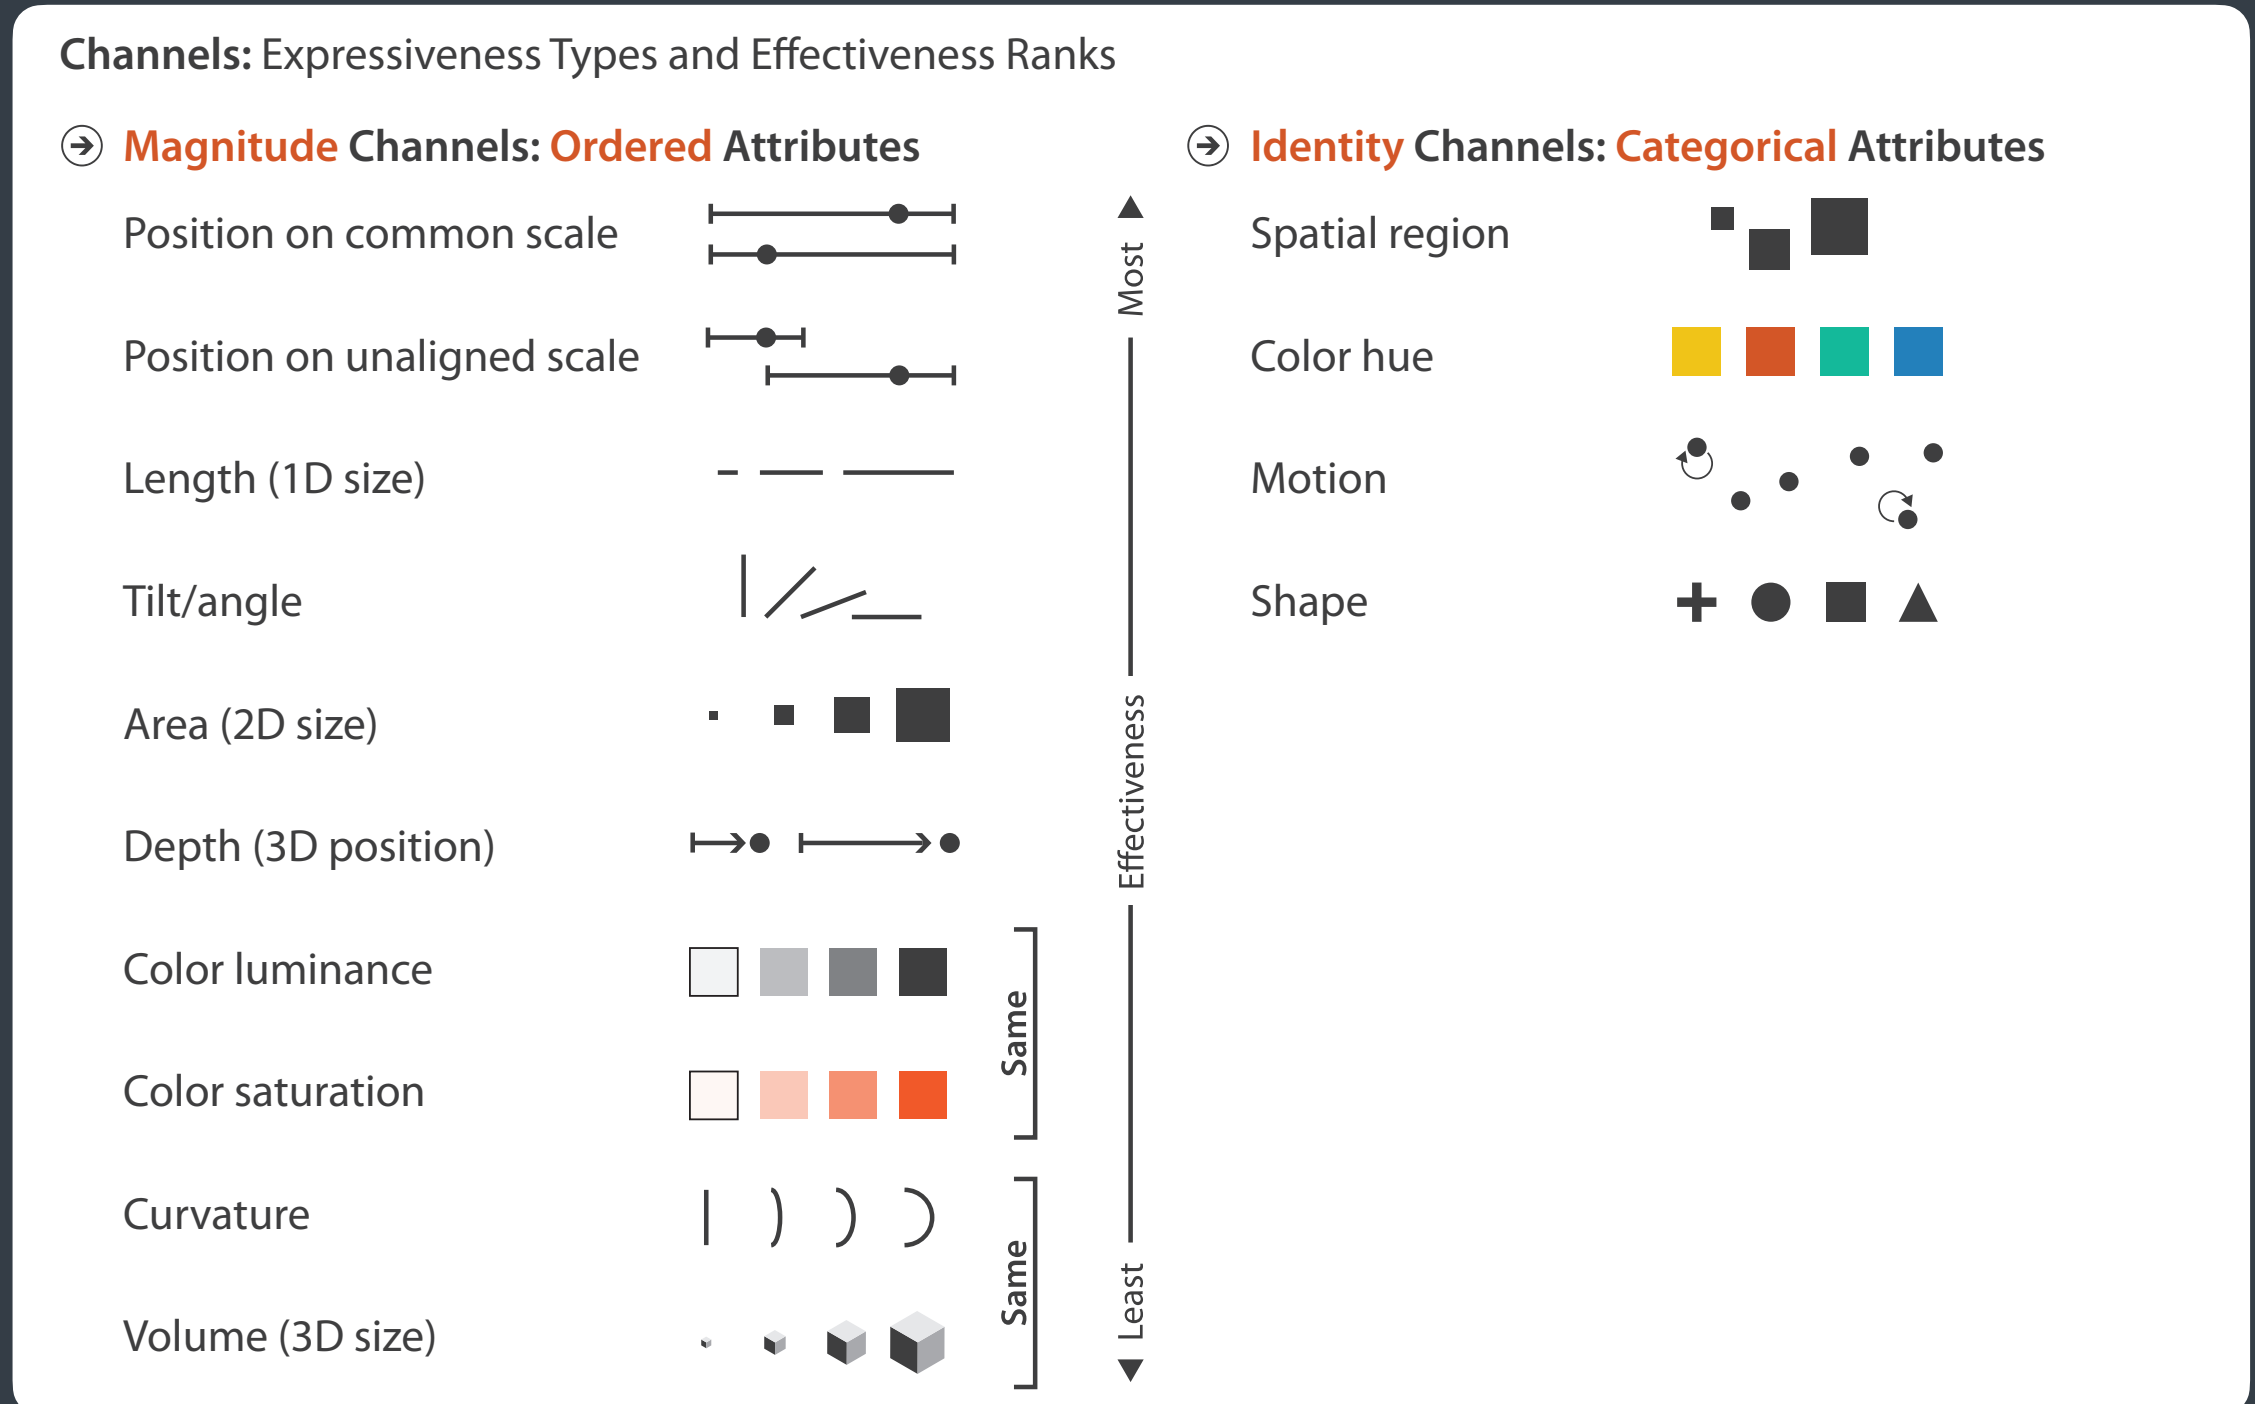 Channels: Expressiveness Types and Effectiveness Ranks
Magnitude Channels: Ordered Attributes
Position on common scale
Position on unaligned scale
Length (1D size)
Tilt/angle
Area (2D size)
Depth (3D position)
Color luminance
Color saturation
Same
Curvature
Volume (3D size)
Same
Most
Effectiveness
Least
Identity Channels: Categorical Attributes
Spatial region
Color hue
Motion
Shape